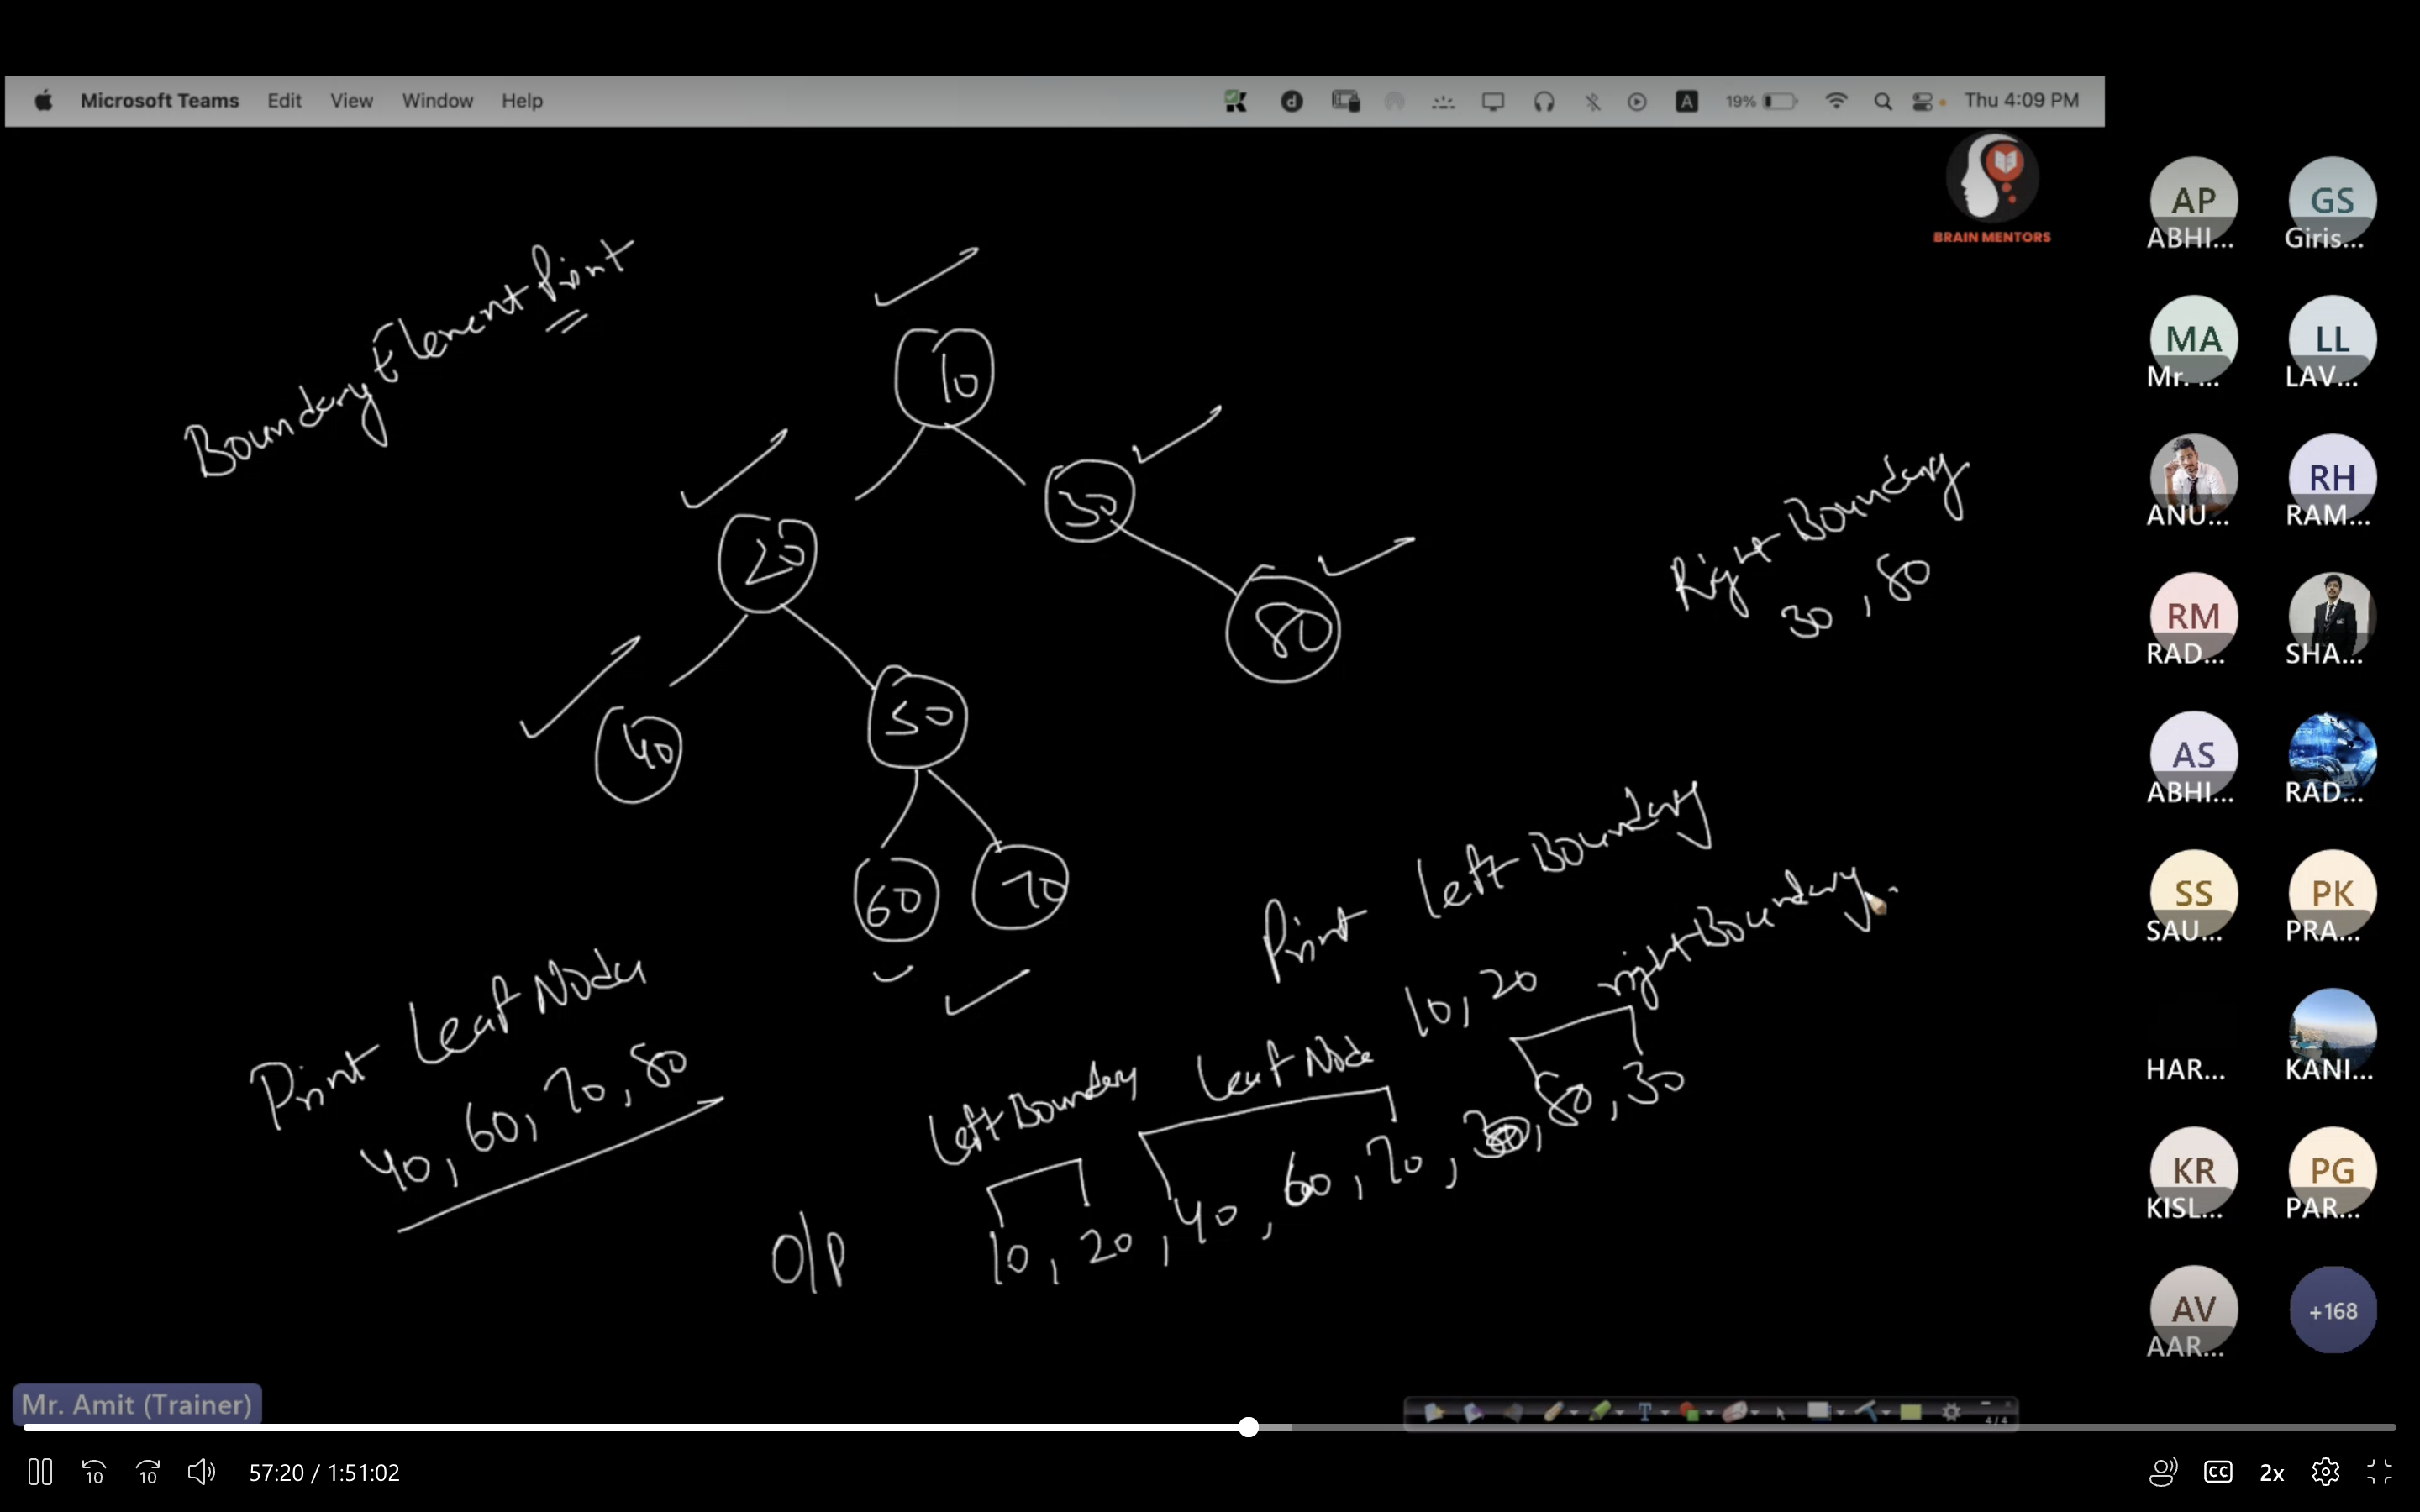 Microsoft Teams Edit View Window Help
19% Thu 4:09 PM
BRAIN MENTORS
AP GS
ABHI... Giris...
MA LL
Mr. ... LAV...
RH
ANU... RAM...
RM
RAD... SHA...
AS
ABHI... RAD...
SS PK
SAU... PRA...
HAR... KANI...
KR PG
KISL... PAR...
AV +168
AAR...
Boundary Element Print
10
20
30
80
40
50
60
70
Right Boundary
30, 80
Print Left Boundary
10, 20
Print Leaf Node
40, 60, 70, 80
Left Boundary Leaf Node right Boundary
O/P 10, 20, 40, 60, 70, 80, 30
Mr. Amit (Trainer)
4/4
57:20 / 1:51:02
10 10
CC 2x